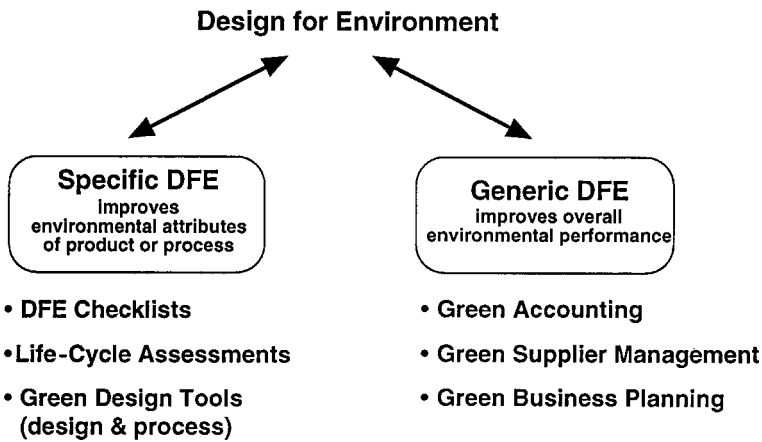 Design for Environment
Specific DFE
improves
environmental attributes
of product or process
Generic DFE
improves overall
environmental performance
• DFE Checklists
•Life-Cycle Assessments
• Green Design Tools
(design & process)
• Green Accounting
• Green Supplier Management
• Green Business Planning